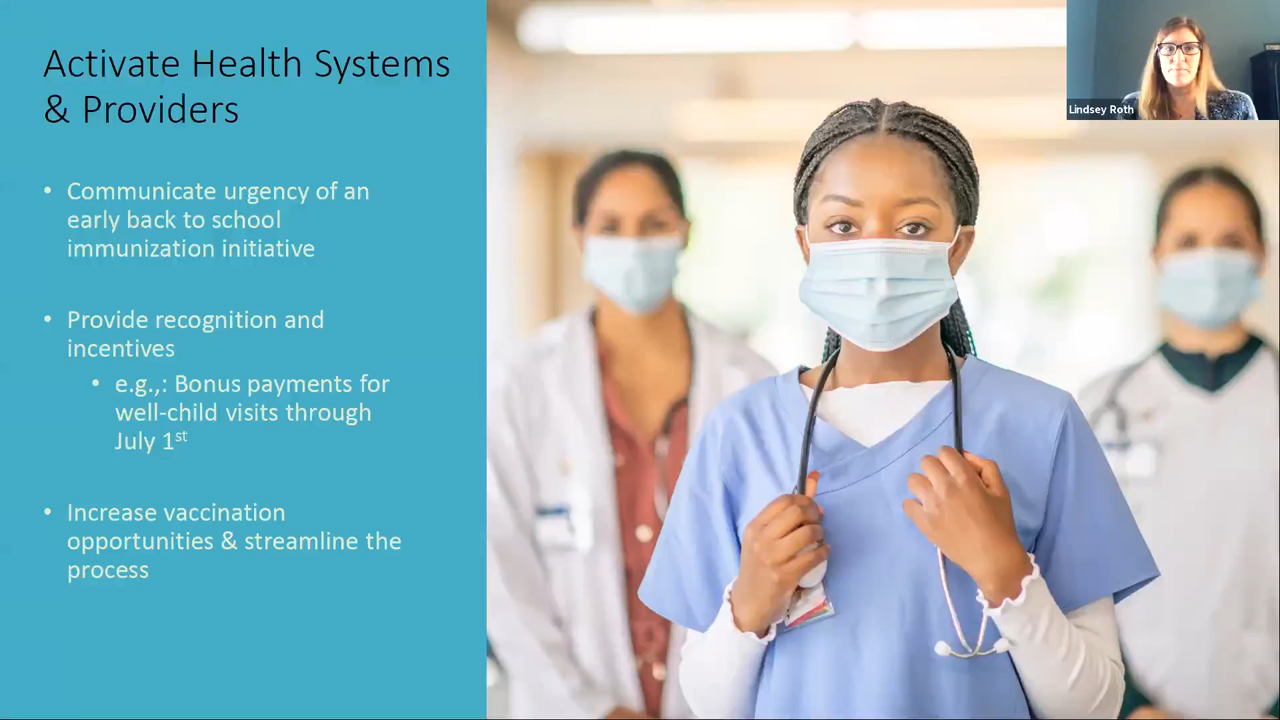 Activate Health Systems
& Providers
• Communicate urgency of an
early back to school
immunization initiative
• Provide recognition and
incentives
• e.g.,: Bonus payments for
well-child visits through
July 1st
• Increase vaccination
opportunities & streamline the
process
Lindsey Roth